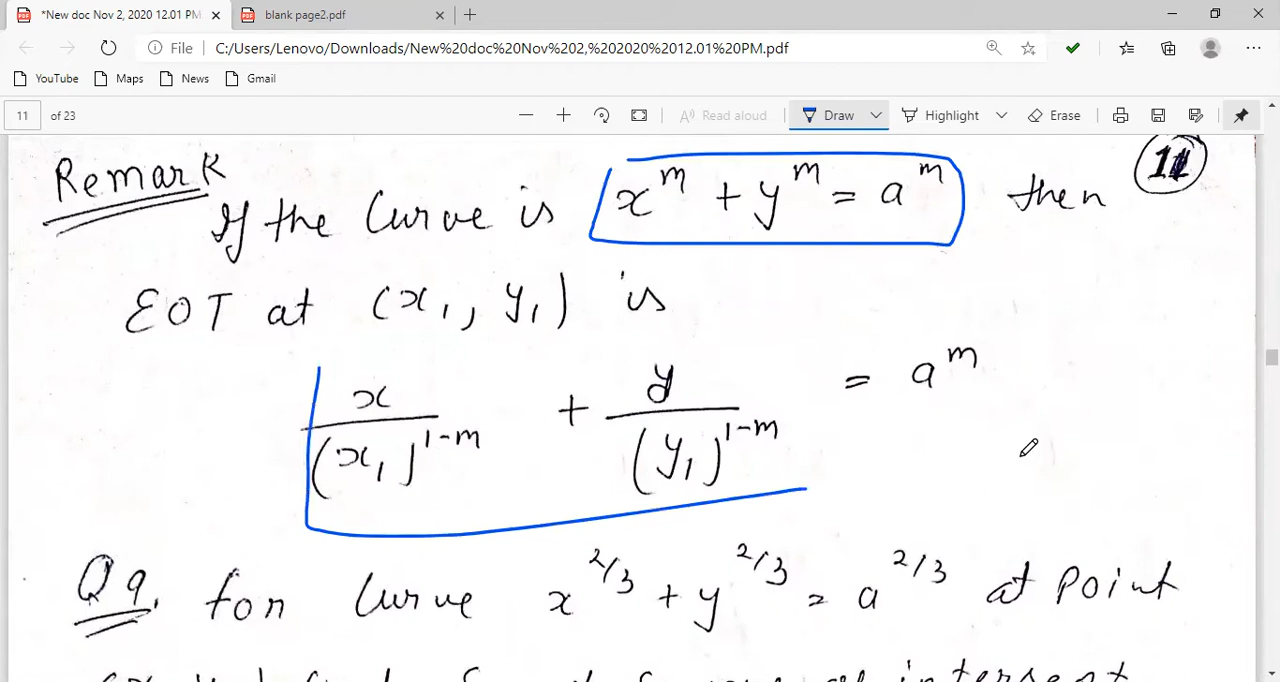 *New doc Nov 2, 2020 12.01 PM
blank page2.pdf
File C:/Users/Lenovo/Downloads/New%20doc%20Nov%202,%202020%2012.01%20PM.pdf
YouTube Maps News Gmail
11 of 23 Read aloud Draw Highlight Erase
11
Remark
If the Curve is x^m + y^m = a^m then
EOT at (x₁, y₁) is
x/(x₁)^(1-m) + y/(y₁)^(1-m) = a^m
Q9. for Curve x^(2/3) + y^(2/3) = a^(2/3) at Point
intersept